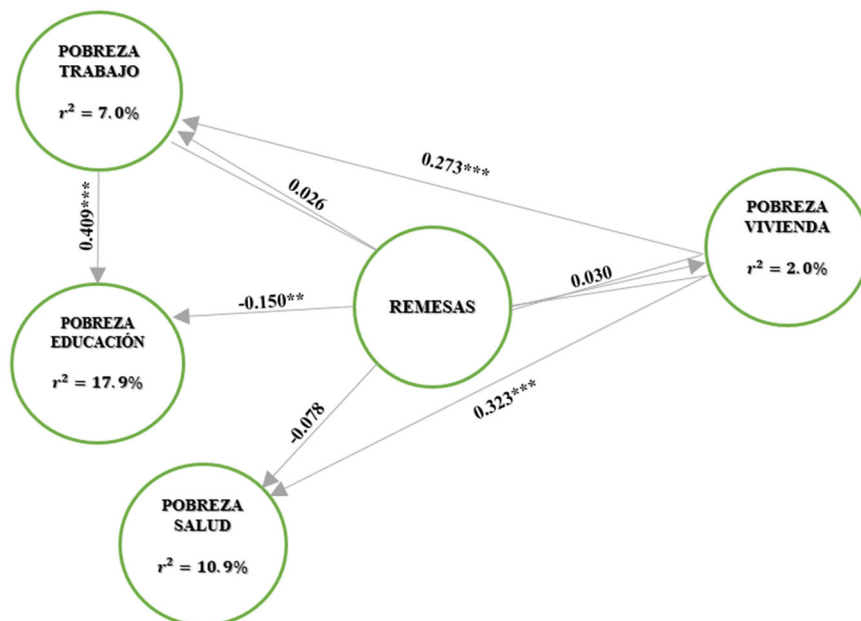 POBREZA
TRABAJO
r² = 7.0%
0.273***
0.026
0.409***
POBREZA
VIVIENDA
r² = 2.0%
0.030
-0.150**
REMESAS
POBREZA
EDUCACIÓN
r² = 17.9%
0.323***
-0.078
POBREZA
SALUD
r² = 10.9%